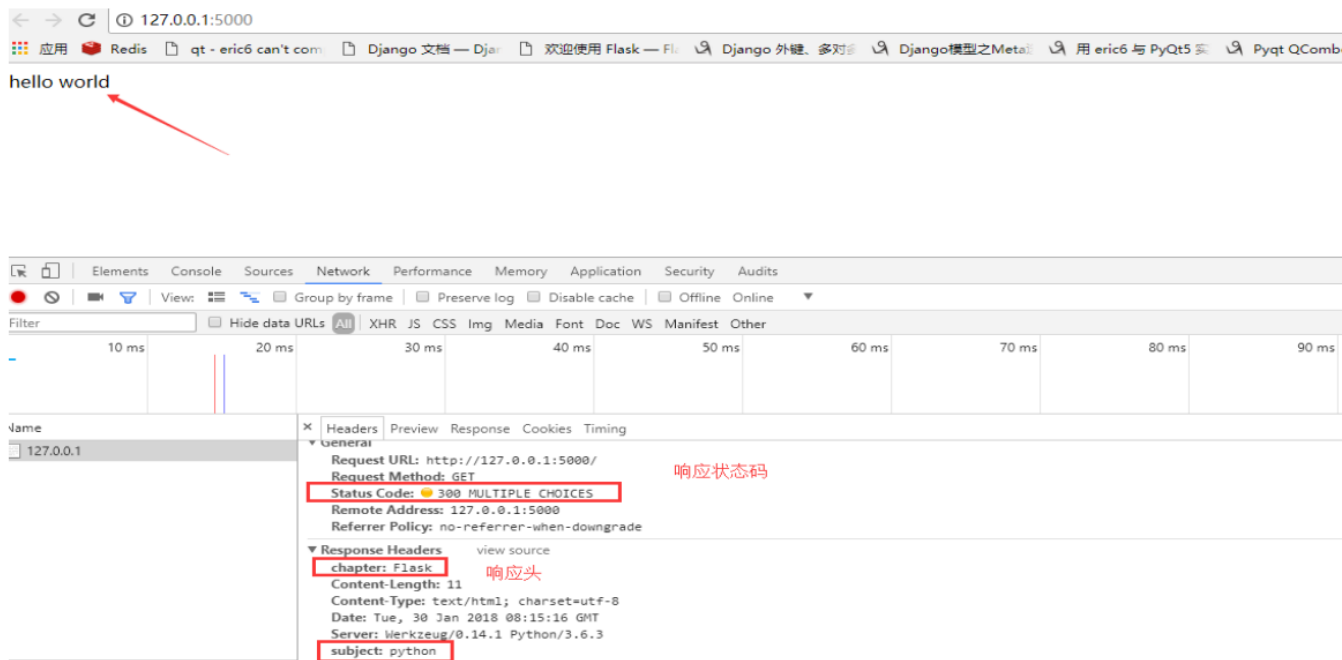 127.0.0.1:5000
应用 Redis qt - eric6 can't com Django 文档 — Djan 欢迎使用 Flask — Fl Django 外键、多对多 Django模型之Meta 用 eric6 与 PyQt5 实 Pyqt QComb
hello world
Elements Console Sources Network Performance Memory Application Security Audits
View: Group by frame Preserve log Disable cache Offline Online
Filter Hide data URLs All XHR JS CSS Img Media Font Doc WS Manifest Other
10 ms 20 ms 30 ms 40 ms 50 ms 60 ms 70 ms 80 ms 90 ms
Name × Headers Preview Response Cookies Timing
127.0.0.1
General
Request URL: http://127.0.0.1:5000/
响应状态码
Request Method: GET
Status Code: 300 MULTIPLE CHOICES
Remote Address: 127.0.0.1:5000
Referrer Policy: no-referrer-when-downgrade
Response Headers view source
chapter: Flask
响应头
Content-Length: 11
Content-Type: text/html; charset=utf-8
Date: Tue, 30 Jan 2018 08:15:16 GMT
Server: Werkzeug/0.14.1 Python/3.6.3
subject: python